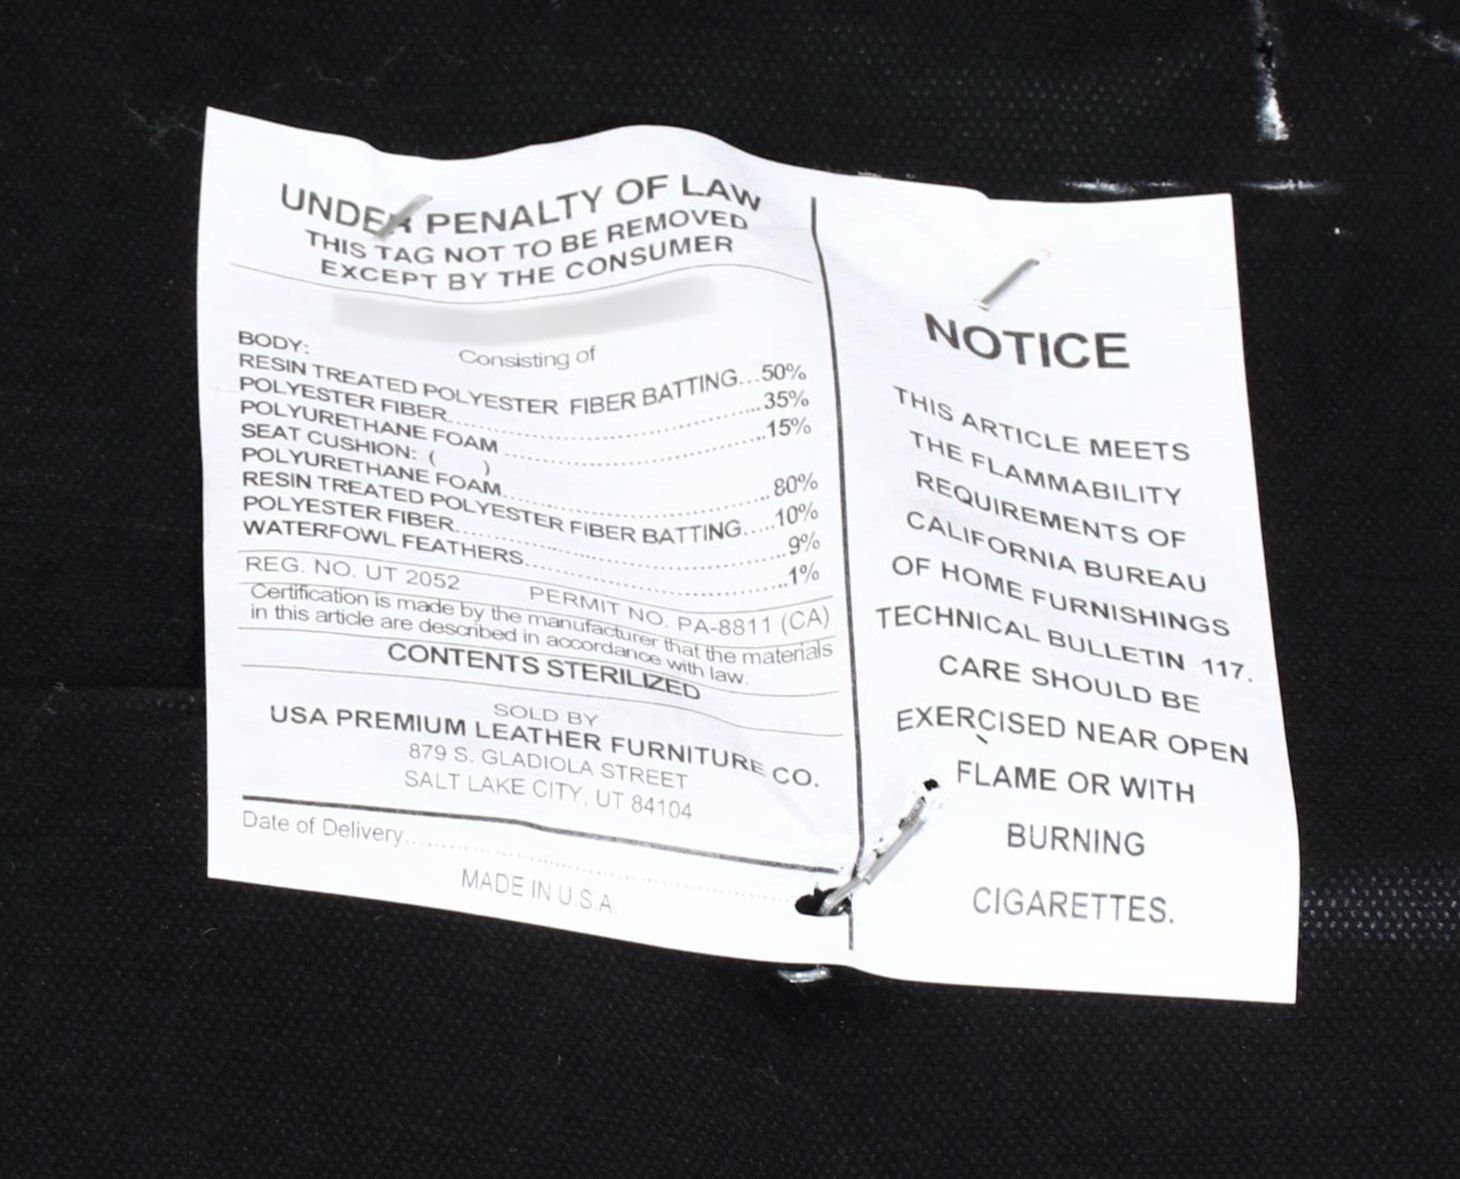 UNDER PENALTY OF LAW
THIS TAG NOT TO BE REMOVED
EXCEPT BY THE CONSUMER
Consisting of
BODY:
RESIN TREATED POLYESTER FIBER BATTING...50%
POLYESTER FIBER...35%
POLYURETHANE FOAM...15%
SEAT CUSHION: ( )
POLYURETHANE FOAM...80%
RESIN TREATED POLYESTER FIBER BATTING...10%
POLYESTER FIBER...9%
WATERFOWL FEATHERS...1%
REG. NO. UT 2052 PERMIT NO. PA-8811 (CA)
Certification is made by the manufacturer that the materials
in this article are described in accordance with law.
CONTENTS STERILIZED
SOLD BY
USA PREMIUM LEATHER FURNITURE CO.
879 S. GLADIOLA STREET
SALT LAKE CITY, UT 84104
Date of Delivery...
MADE IN U.S.A.
NOTICE
THIS ARTICLE MEETS
THE FLAMMABILITY
REQUIREMENTS OF
CALIFORNIA BUREAU
OF HOME FURNISHINGS
TECHNICAL BULLETIN 117.
CARE SHOULD BE
EXERCISED NEAR OPEN
FLAME OR WITH
BURNING
CIGARETTES.